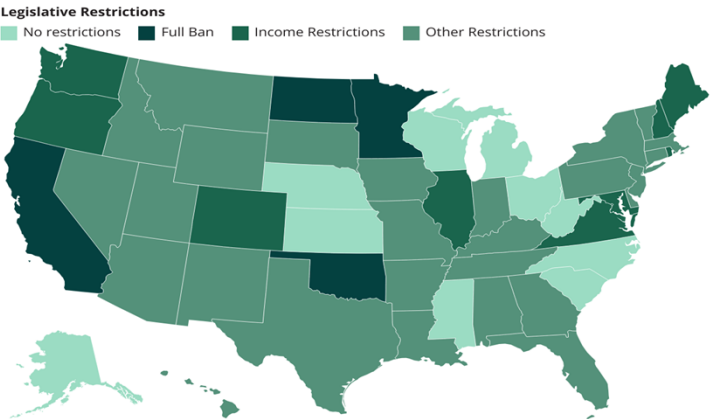 Legislative Restrictions
No restrictions Full Ban Income Restrictions Other Restrictions